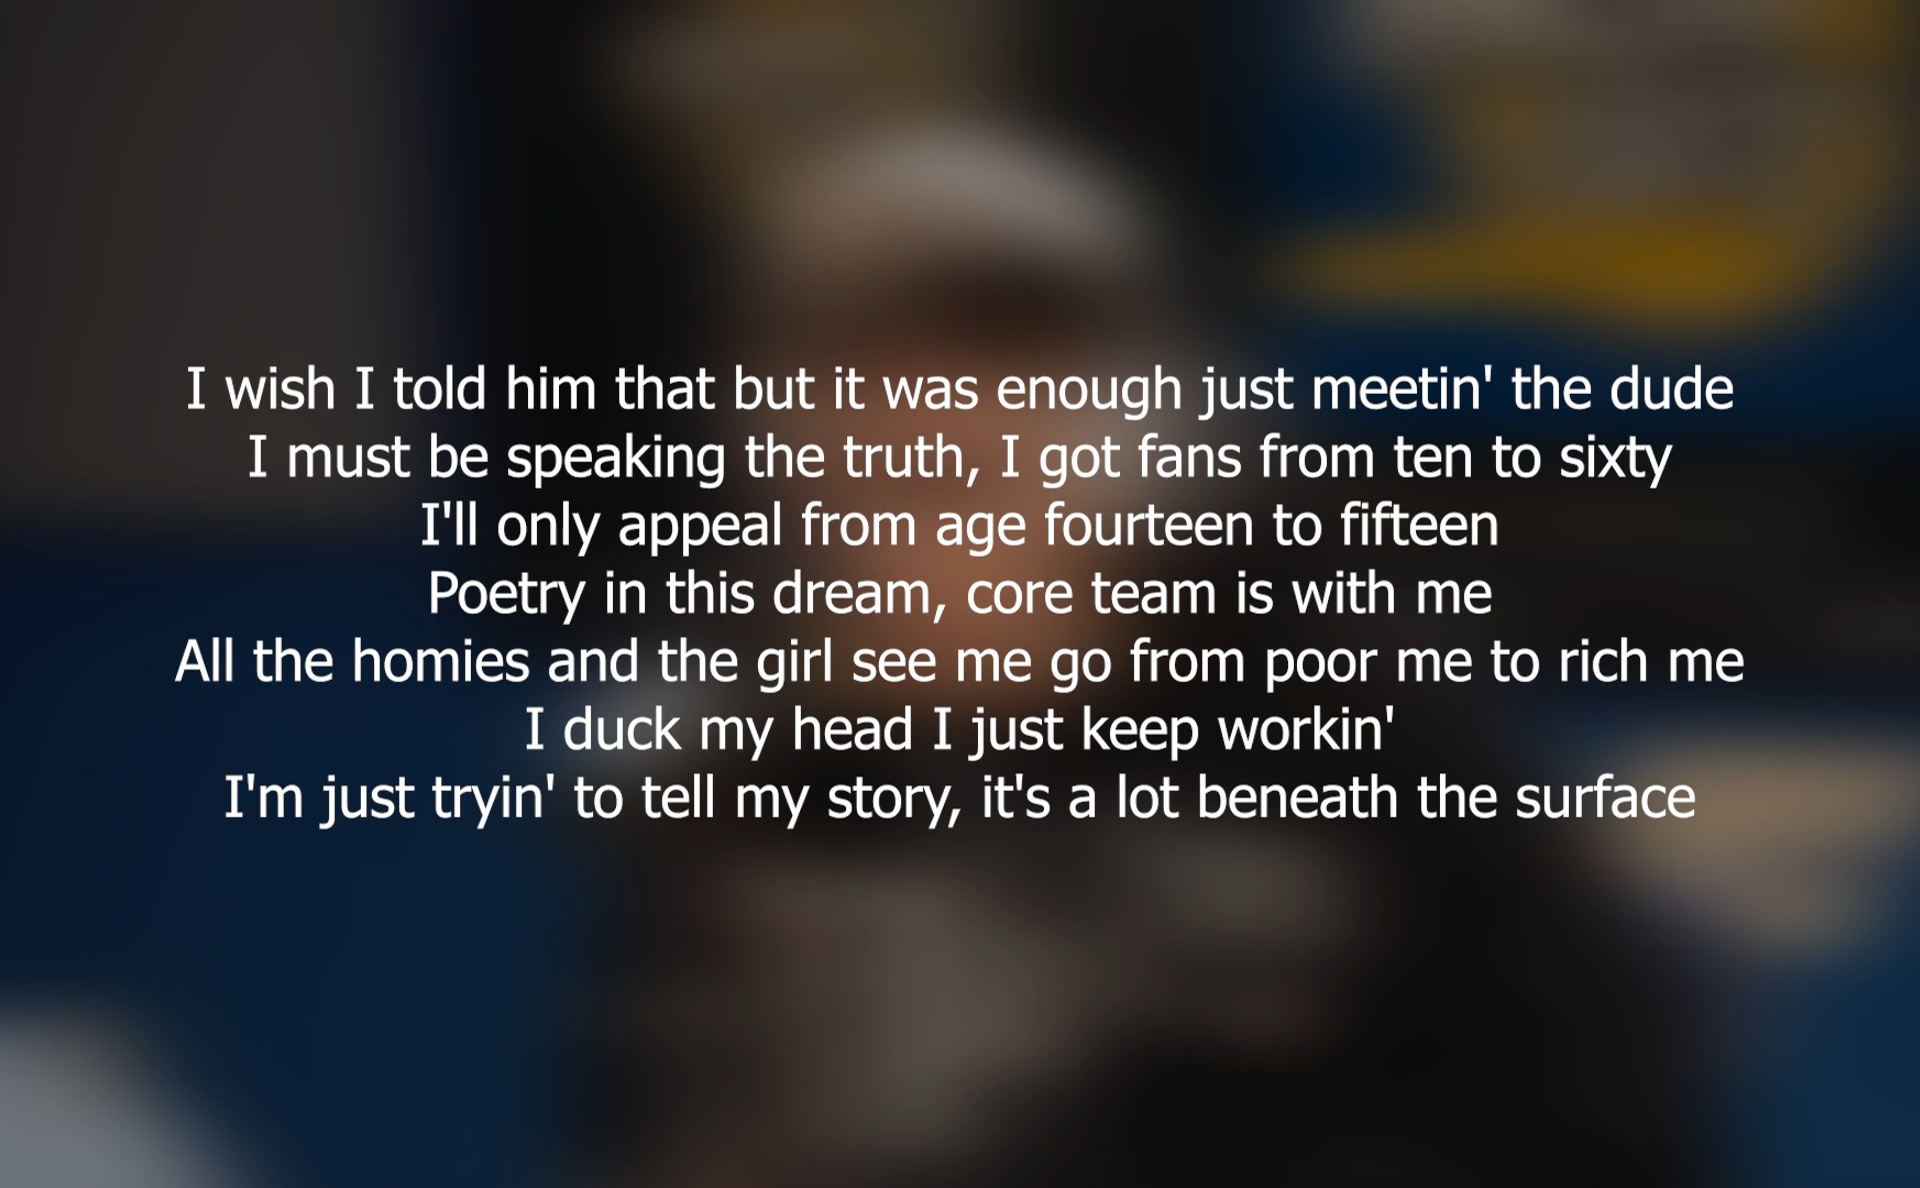 I wish I told him that but it was enough just meetin' the dude
I must be speaking the truth, I got fans from ten to sixty
I'll only appeal from age fourteen to fifteen
Poetry in this dream, core team is with me
All the homies and the girl see me go from poor me to rich me
I duck my head I just keep workin'
I'm just tryin' to tell my story, it's a lot beneath the surface